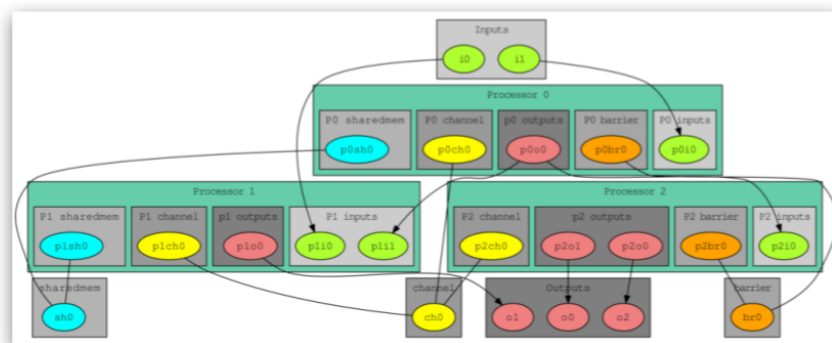 Inputs
i0 i1
Processor 0
P0 sharedmem P0 channel p0 outputs P0 barrier P0 inputs
p0sh0 p0ch0 p0o0 p0br0 p0i0
Processor 1 Processor 2
P1 sharedmem P1 channel p1 outputs P1 inputs P2 channel p2 outputs P2 barrier P2 inputs
p1sh0 p1ch0 p1o0 p1i0 p1i1 p2ch0 p2o1 p2o0 p2br0 p2i0
sharedmem channel Outputs barrier
sh0 ch0 o1 o0 o2 br0